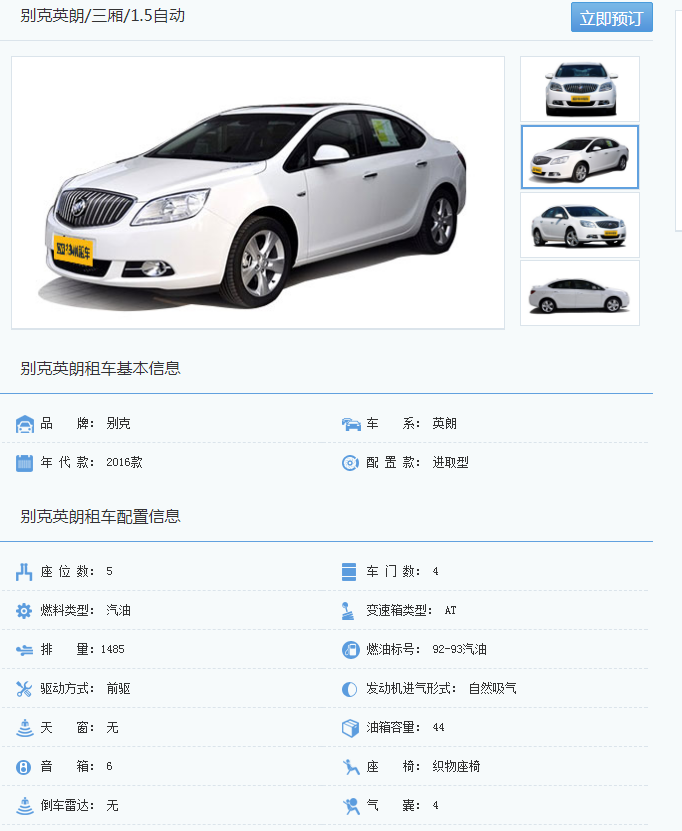 别克英朗/三厢/1.5自动
立即预订
别克英朗租车基本信息
品 牌： 别克
车 系： 英朗
年 代 款： 2016款
配 置 款： 进取型
别克英朗租车配置信息
座 位 数： 5
车 门 数： 4
燃料类型： 汽油
变速箱类型： AT
排 量：1485
燃油标号： 92-93汽油
驱动方式： 前驱
发动机进气形式： 自然吸气
天 窗： 无
油箱容量： 44
音 箱： 6
座 椅： 织物座椅
倒车雷达： 无
气 囊： 4